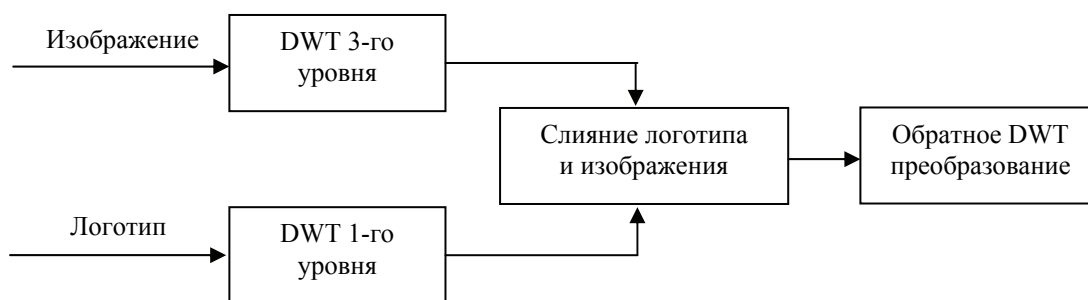 Изображение
DWT 3-го
уровня
Слияние логотипа
и изображения
Обратное DWT
преобразование
Логотип
DWT 1-го
уровня